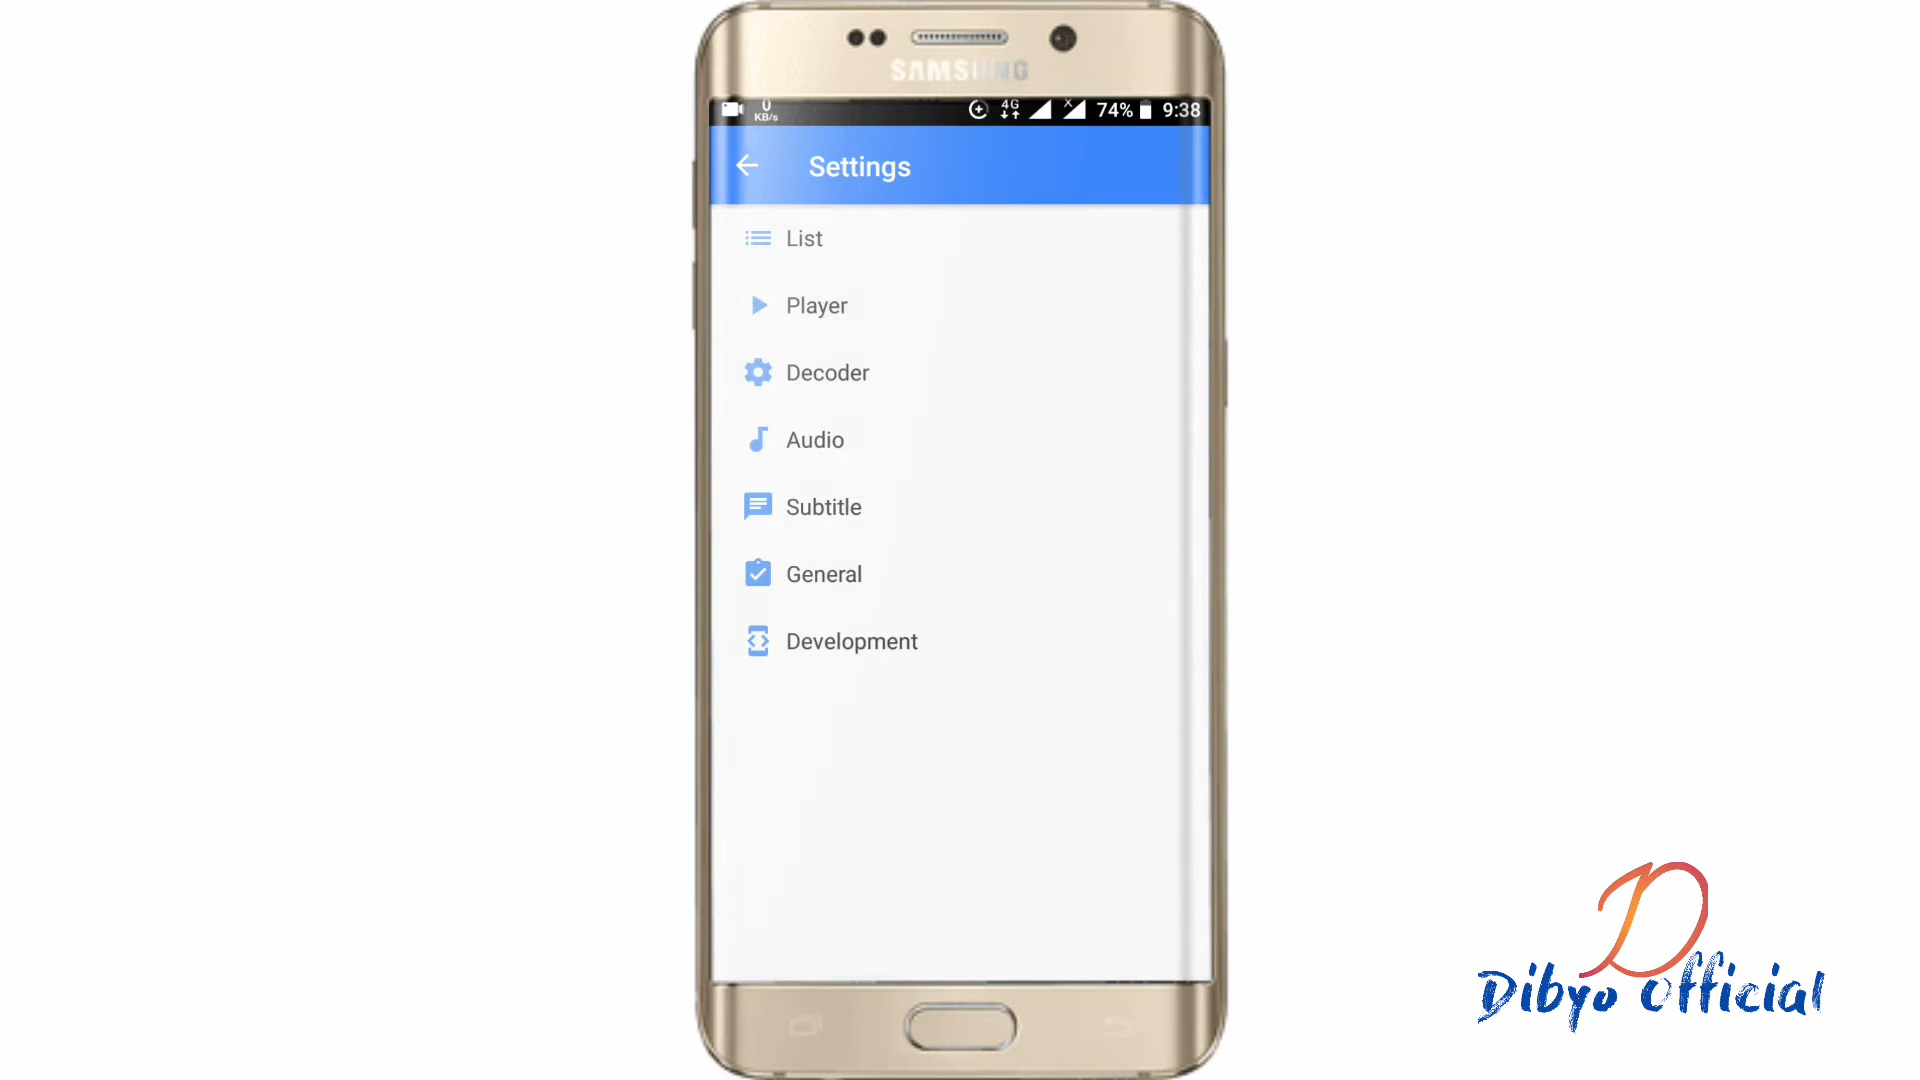 SAMSUNG
0 KB/s 4G 74% 9:38
Settings
List
Player
Decoder
Audio
Subtitle
General
Development
D
Dibyo Official